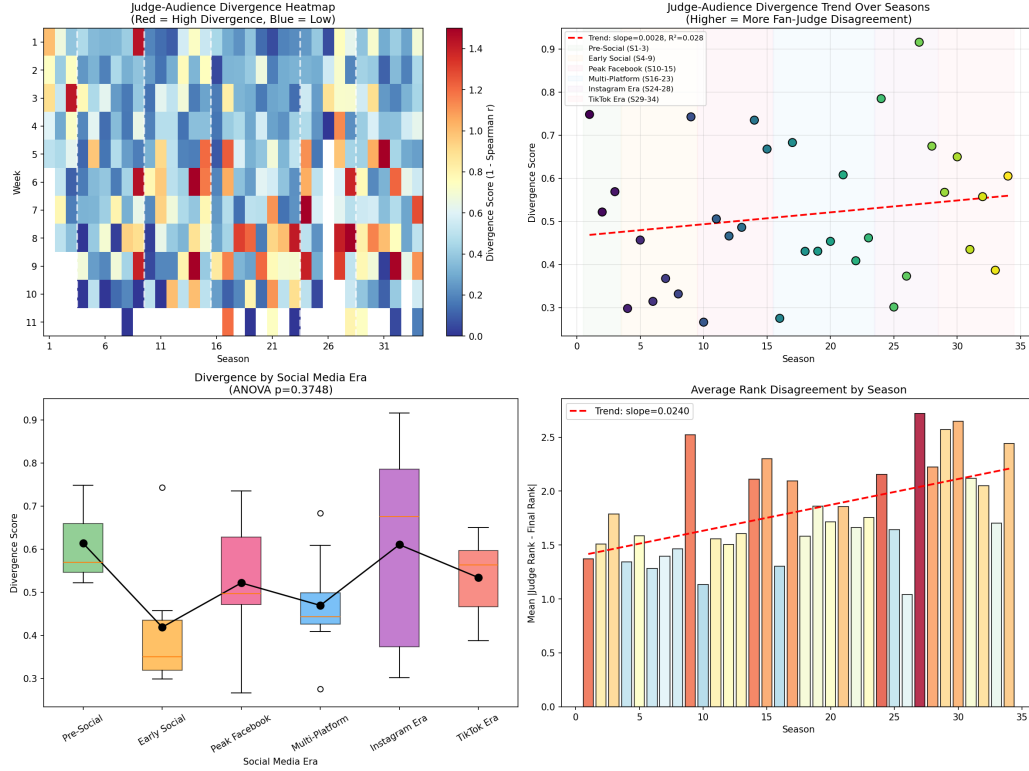 Judge-Audience Divergence Heatmap
(Red = High Divergence, Blue = Low)
1
2
3
4
5
6
7
8
9
10
11
Week
1
6
11
16
21
26
31
Season
1.4
1.2
1.0
0.8
0.6
0.4
0.2
0.0
Divergence Score (1 - Spearman r)
Judge-Audience Divergence Trend Over Seasons
(Higher = More Fan-Judge Disagreement)
Trend: slope=0.0028, R²=0.028
Pre-Social (S1-3)
Early Social (S4-9)
Peak Facebook (S10-15)
Multi-Platform (S16-23)
Instagram Era (S24-28)
TikTok Era (S29-34)
0.9
0.8
0.7
0.6
0.5
0.4
0.3
Divergence Score
0
5
10
15
20
25
30
35
Season
Divergence by Social Media Era
(ANOVA p=0.3748)
0.9
0.8
0.7
0.6
0.5
0.4
0.3
Divergence Score
Pre-Social
Early Social
Peak Facebook
Multi-Platform
Instagram Era
TikTok Era
Social Media Era
Average Rank Disagreement by Season
Trend: slope=0.0240
2.5
2.0
1.5
1.0
0.5
0.0
Mean |Judge Rank - Final Rank|
0
5
10
15
20
25
30
35
Season